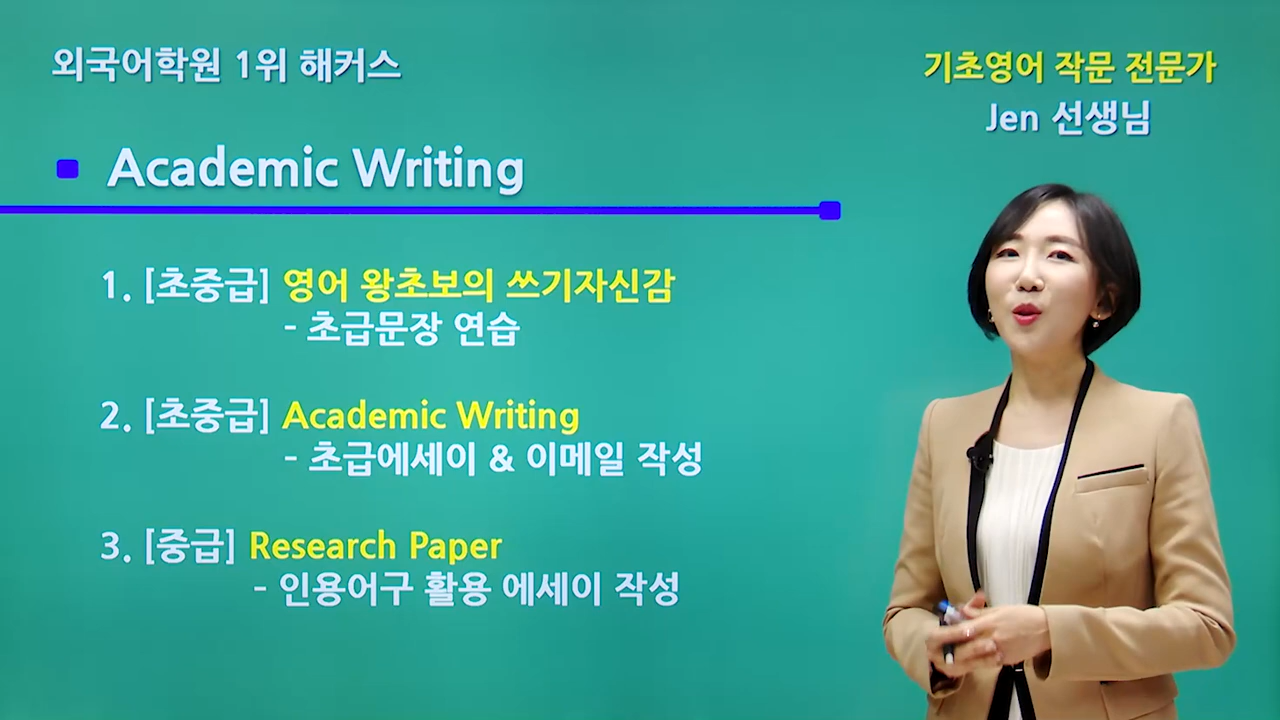 외국어학원 1위 해커스
기초영어 작문 전문가
Jen 선생님
Academic Writing
1. [초중급] 영어 왕초보의 쓰기자신감
- 초급문장 연습
2. [초중급] Academic Writing
- 초급에세이 & 이메일 작성
3. [중급] Research Paper
- 인용어구 활용 에세이 작성